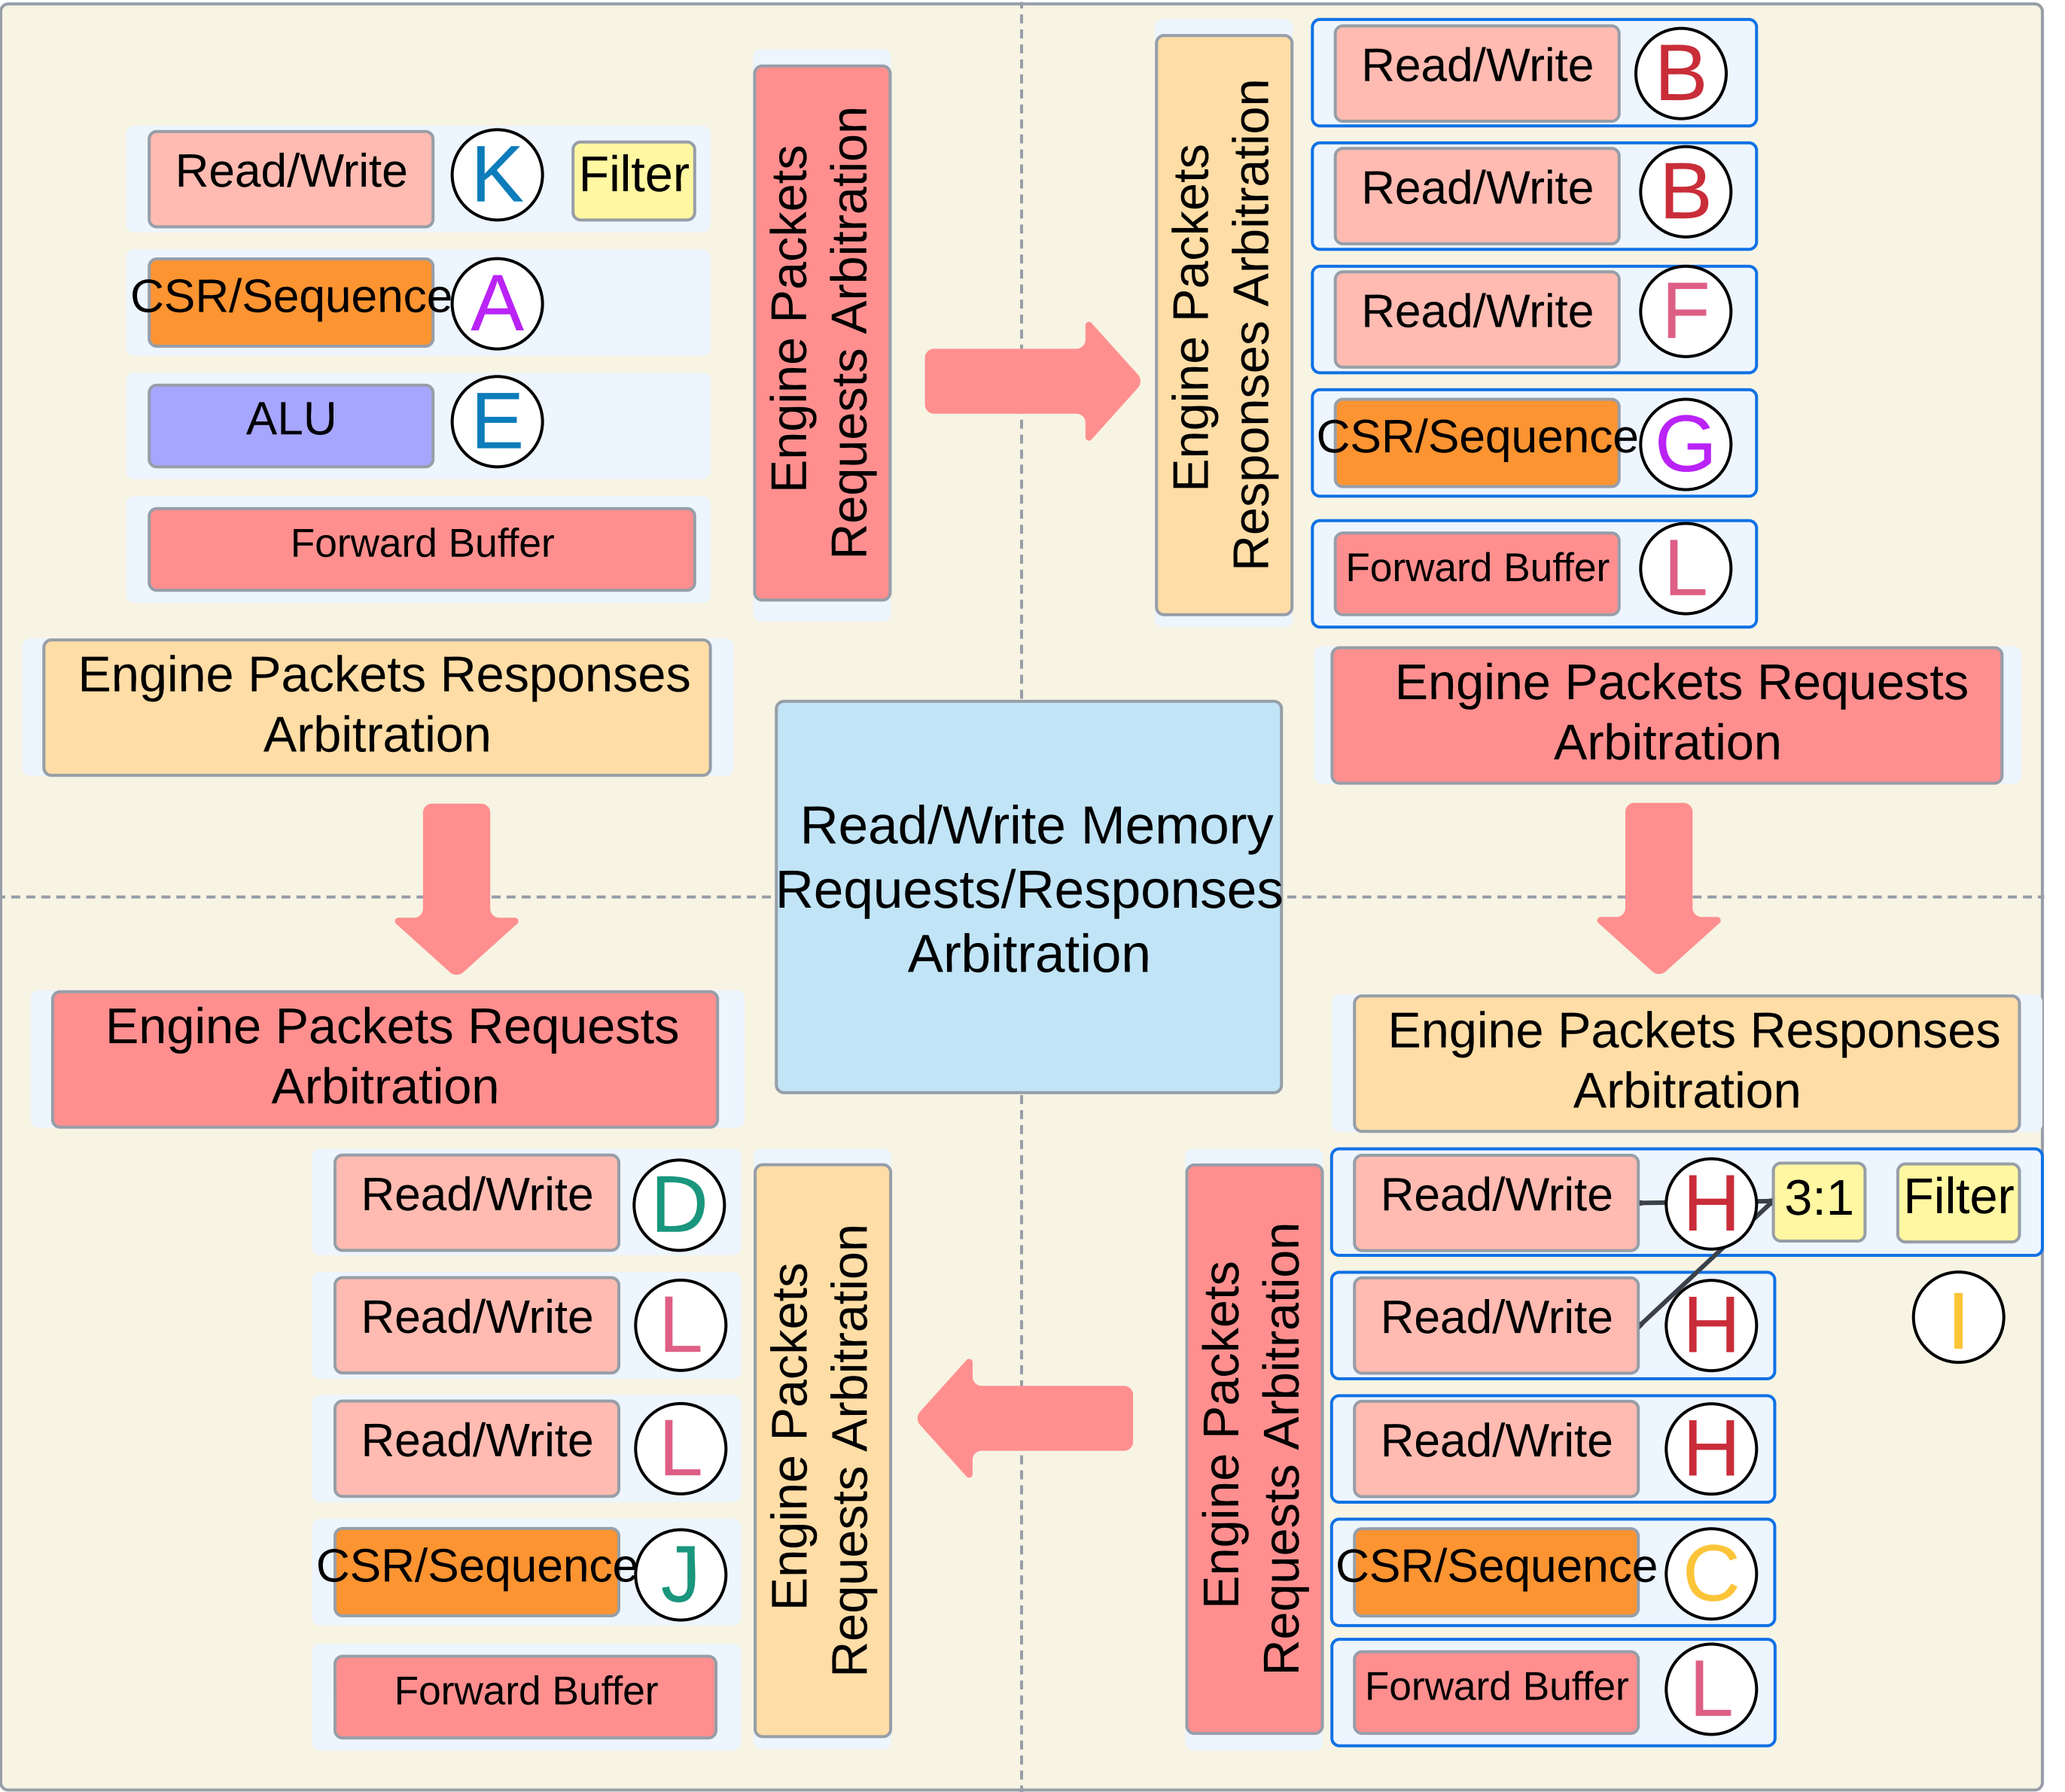 Read/Write
K
Filter
CSR/Sequence
A
ALU
E
Forward Buffer
Engine Packets
Requests Arbitration
Engine Packets Responses
Arbitration
Engine Packets
Responses Arbitration
Read/Write
B
Read/Write
B
Read/Write
F
CSR/Sequence
G
Forward Buffer
L
Engine Packets Requests
Arbitration
Read/Write Memory
Requests/Responses
Arbitration
Engine Packets Requests
Arbitration
Read/Write
D
Read/Write
L
Read/Write
L
CSR/Sequence
J
Forward Buffer
Engine Packets
Requests Arbitration
Engine Packets Responses
Arbitration
Engine Packets
Requests Arbitration
Read/Write
H
3:1
Filter
Read/Write
H
I
Read/Write
H
CSR/Sequence
C
Forward Buffer
L